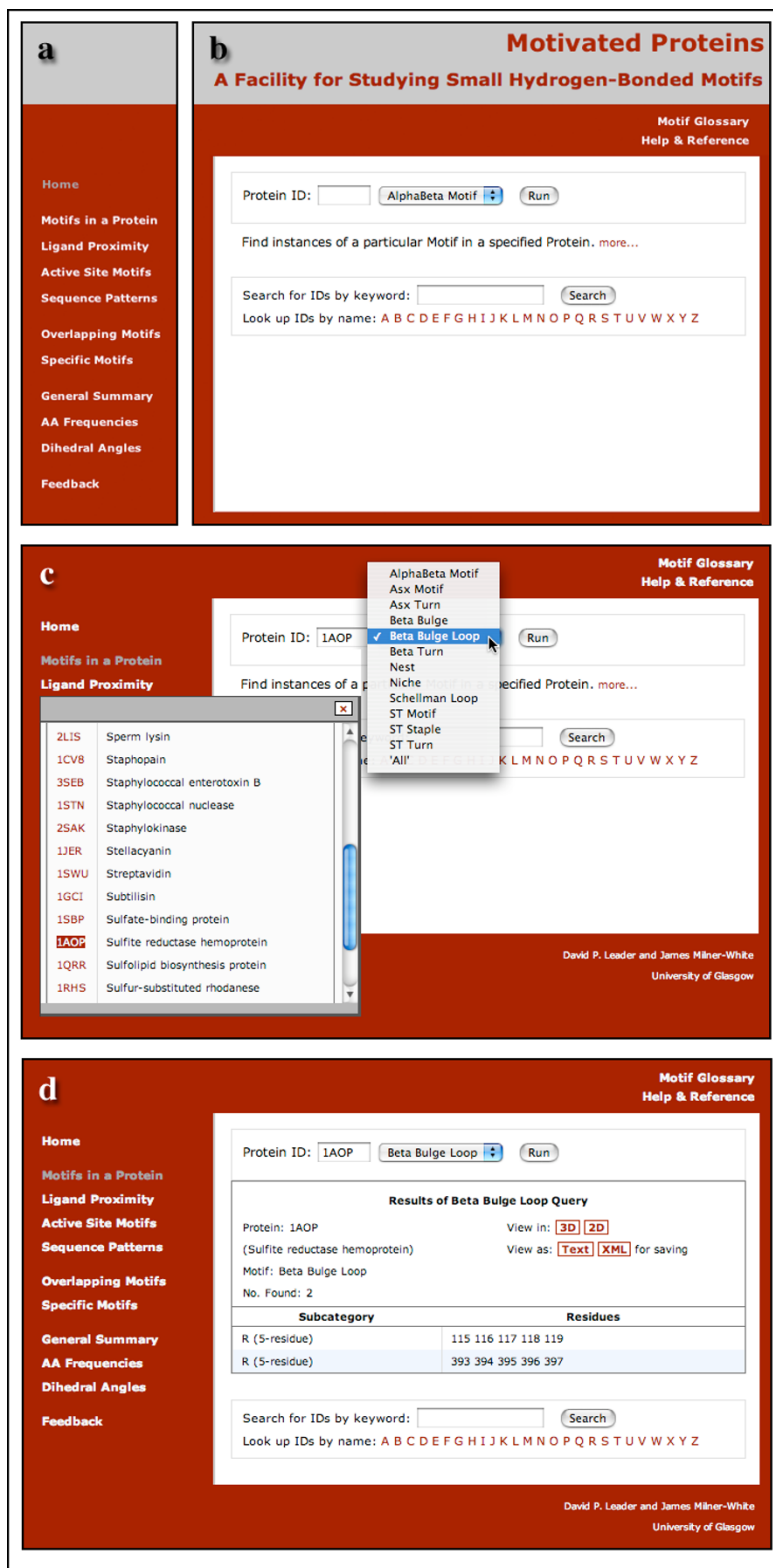 a
Home
Motifs in a Protein
Ligand Proximity
Active Site Motifs
Sequence Patterns
Overlapping Motifs
Specific Motifs
General Summary
AA Frequencies
Dihedral Angles
Feedback
b
Motivated Proteins
A Facility for Studying Small Hydrogen-Bonded Motifs
Motif Glossary
Help & Reference
Protein ID: AlphaBeta Motif Run
Find instances of a particular Motif in a specified Protein. more...
Search for IDs by keyword: Search
Look up IDs by name: A B C D E F G H I J K L M N O P Q R S T U V W X Y Z
c
Motif Glossary
Help & Reference
Home
Motifs in a Protein
Ligand Proximity
Protein ID: 1AOP
Run
AlphaBeta Motif
Asx Motif
Asx Turn
Beta Bulge
✓ Beta Bulge Loop
Beta Turn
Nest
Niche
Schellman Loop
ST Motif
ST Staple
ST Turn
'All'
Find instances of a particular Motif in a specified Protein. more...
Search
K L M N O P Q R S T U V W X Y Z
x
2LIS Sperm lysin
1CV8 Staphopain
3SEB Staphylococcal enterotoxin B
1STN Staphylococcal nuclease
2SAK Staphylokinase
1JER Stellacyanin
1SWU Streptavidin
1GCI Subtilisin
1SBP Sulfate-binding protein
1AOP Sulfite reductase hemoprotein
1QRR Sulfolipid biosynthesis protein
1RHS Sulfur-substituted rhodanese
David P. Leader and James Milner-White
University of Glasgow
d
Motif Glossary
Help & Reference
Home
Motifs in a Protein
Ligand Proximity
Active Site Motifs
Sequence Patterns
Overlapping Motifs
Specific Motifs
General Summary
AA Frequencies
Dihedral Angles
Feedback
Protein ID: 1AOP Beta Bulge Loop Run
Results of Beta Bulge Loop Query
Protein: 1AOP View in: 3D 2D
(Sulfite reductase hemoprotein) View as: Text XML for saving
Motif: Beta Bulge Loop
No. Found: 2
Subcategory Residues
R (5-residue) 115 116 117 118 119
R (5-residue) 393 394 395 396 397
Search for IDs by keyword: Search
Look up IDs by name: A B C D E F G H I J K L M N O P Q R S T U V W X Y Z
David P. Leader and James Milner-White
University of Glasgow